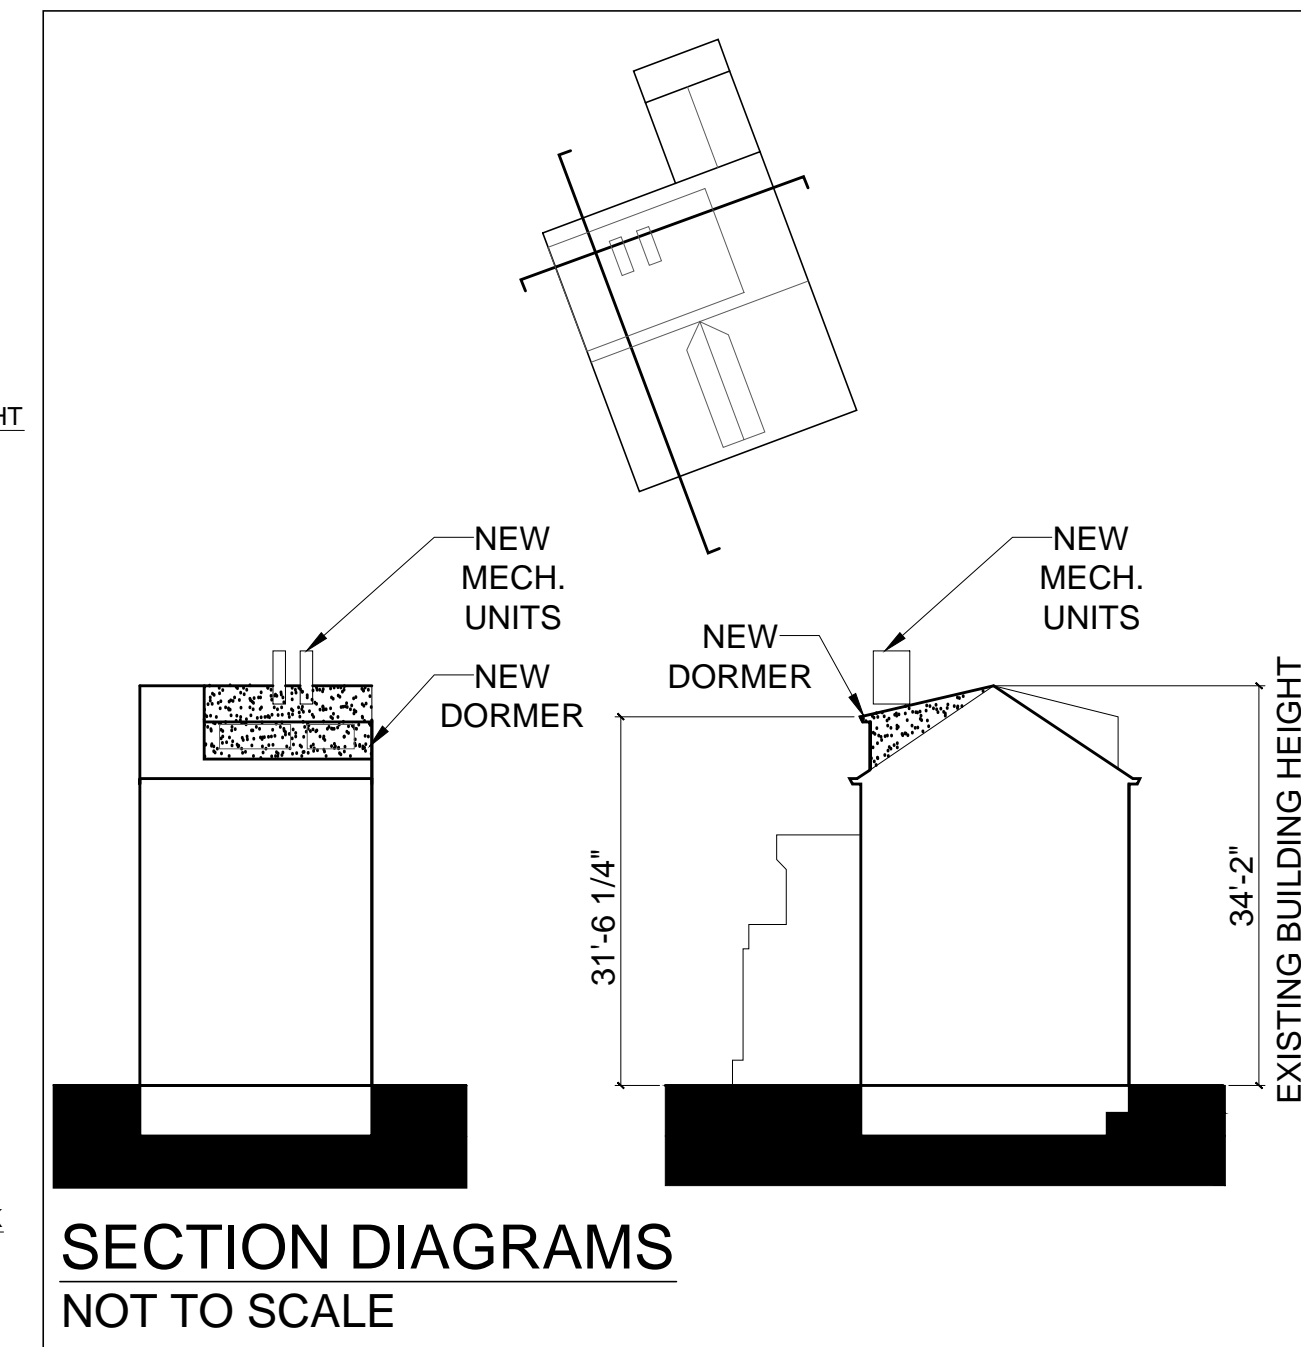 HT
NEW
MECH.
UNITS
NEW
DORMER
NEW
DORMER
NEW
MECH.
UNITS
31'-6 1/4"
34'-2"
EXISTING BUILDING HEIGHT
SECTION DIAGRAMS
NOT TO SCALE